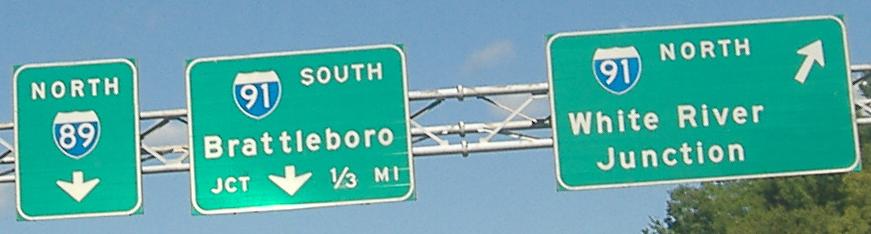 NORTH
89
91 SOUTH
Brattleboro
JCT 1/3 MI
91 NORTH
White River
Junction